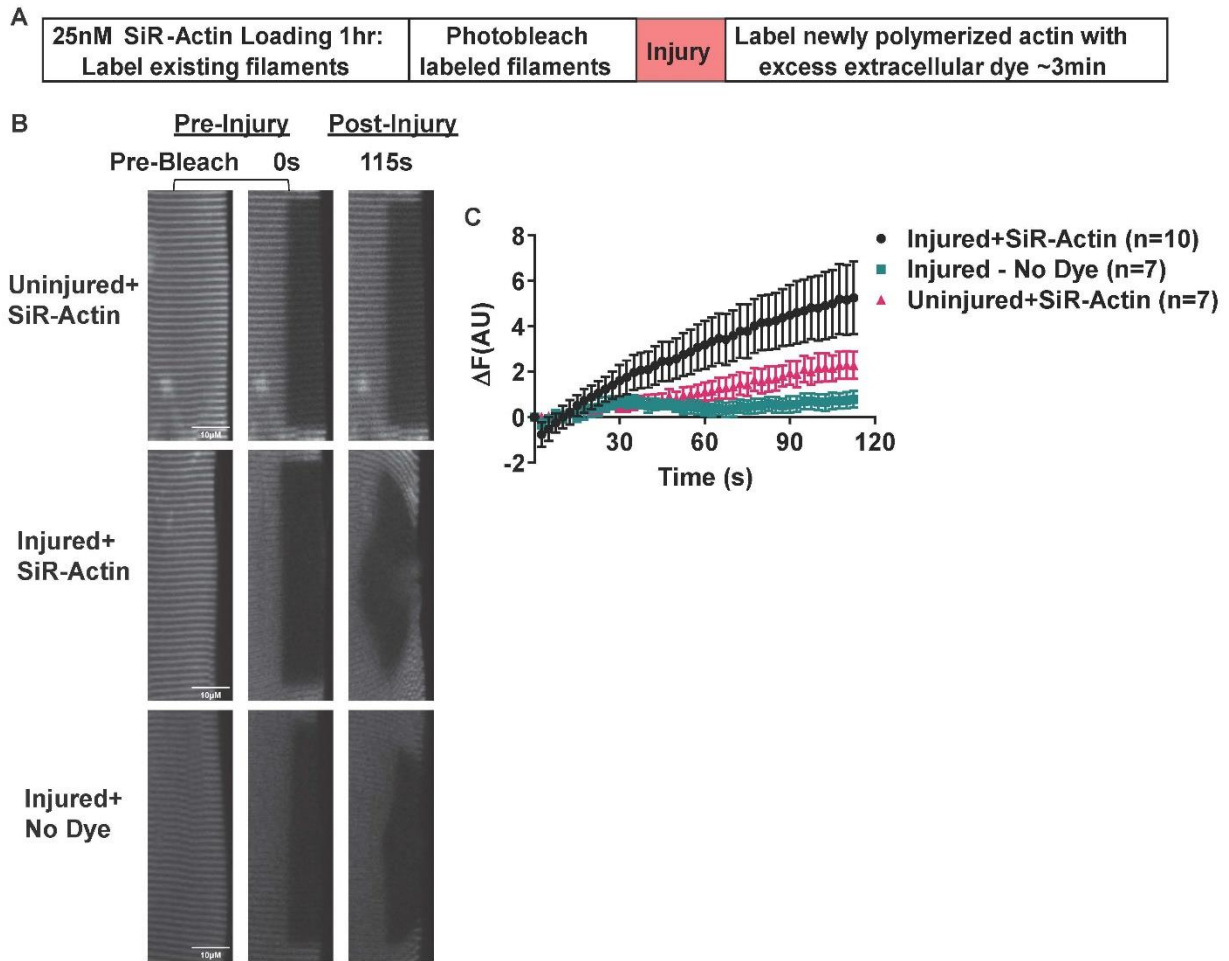 A
25nM SiR-Actin Loading 1hr:
Label existing filaments
Photobleach
labeled filaments
Injury
Label newly polymerized actin with
excess extracellular dye ~3min
B
Pre-Injury
Post-Injury
Pre-Bleach
0s
115s
Uninjured+
SiR-Actin
10μM
Injured+
SiR-Actin
10μM
Injured+
No Dye
10μM
C
8
6
4
2
0
-2
ΔF(AU)
30
60
90
120
Time (s)
Injured+SiR-Actin (n=10)
Injured - No Dye (n=7)
Uninjured+SiR-Actin (n=7)